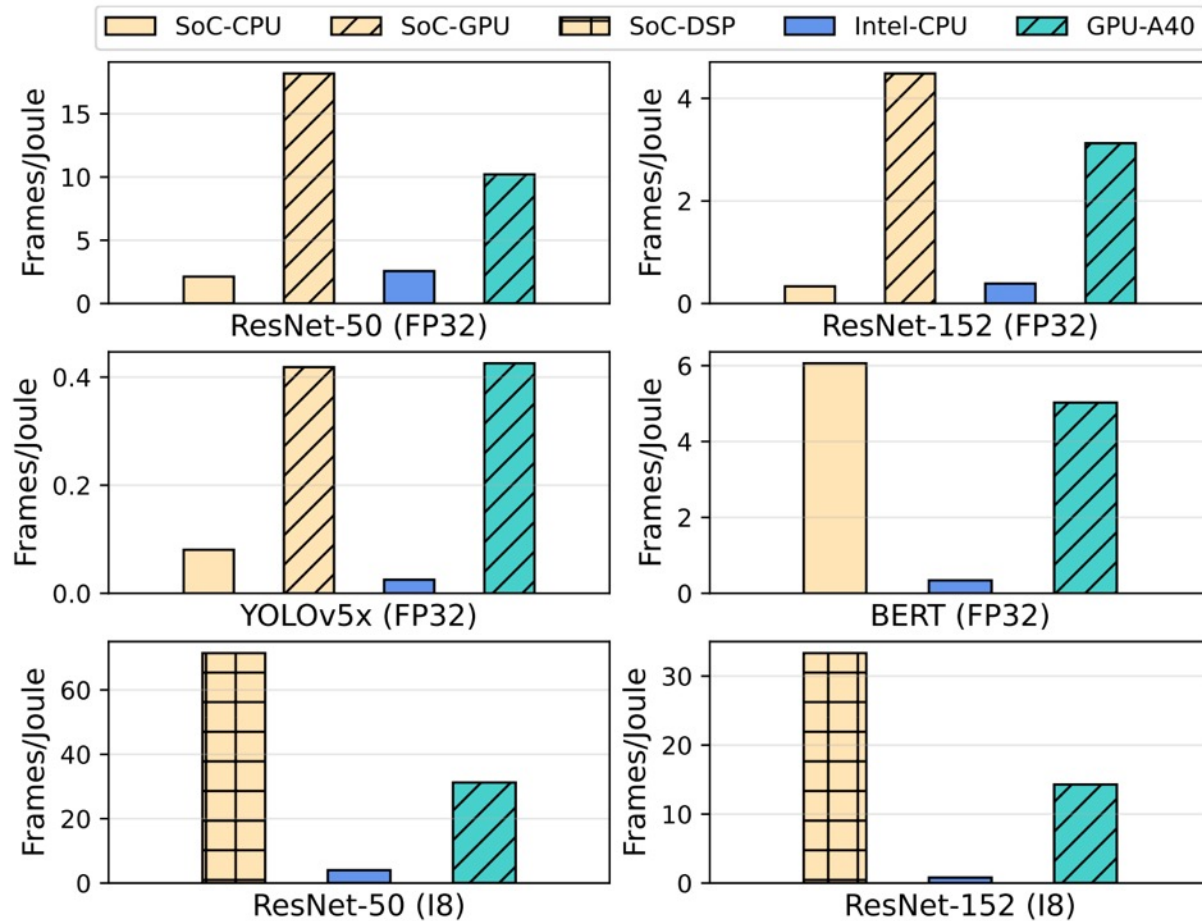 SoC-CPU SoC-GPU SoC-DSP Intel-CPU GPU-A40
Frames/Joule
15
10
5
0
ResNet-50 (FP32)
Frames/Joule
4
2
0
ResNet-152 (FP32)
Frames/Joule
0.4
0.2
0.0
YOLOv5x (FP32)
Frames/Joule
6
4
2
0
BERT (FP32)
Frames/Joule
60
40
20
0
ResNet-50 (I8)
Frames/Joule
30
20
10
0
ResNet-152 (I8)